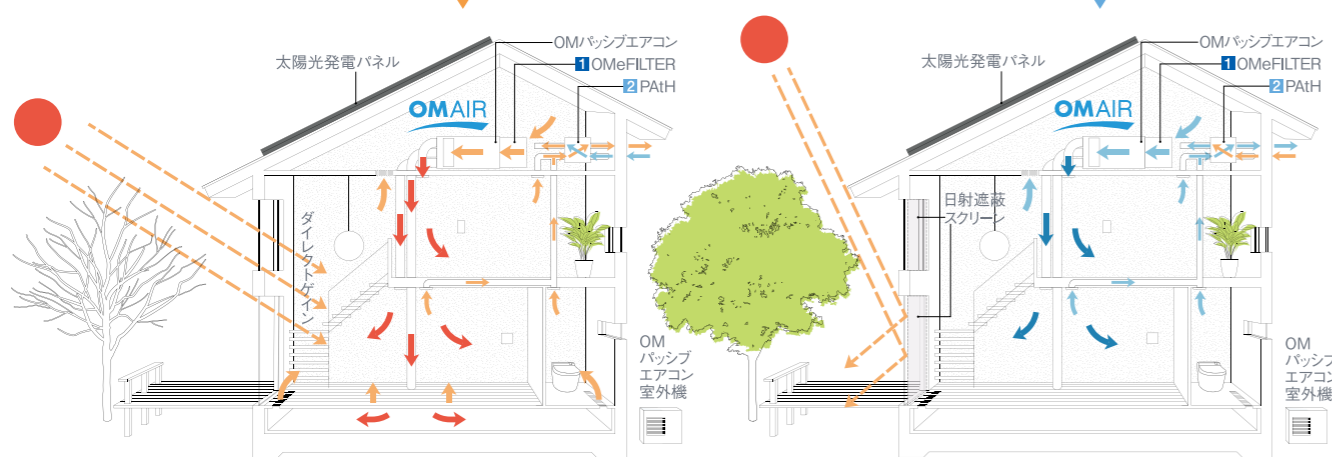 OMパッシブエアコン
太陽光発電パネル
1 OMeFILTER
2 PAtH
OMAIR
ダイレクトゲイン
OM
パッシブ
エアコン
室外機
OMパッシブエアコン
太陽光発電パネル
1 OMeFILTER
2 PAtH
OMAIR
日射遮蔽
スクリーン
OM
パッシブ
エアコン
室外機